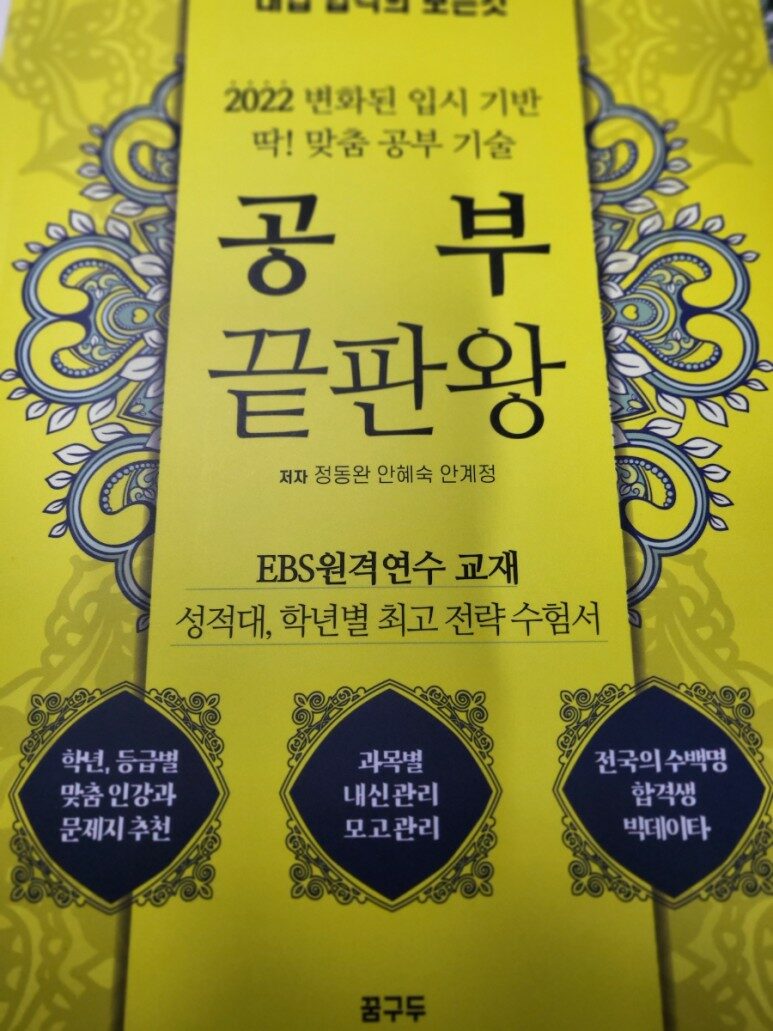 2022 변화된 입시 기반
딱! 맞춤 공부 기술
공부
끝판왕
저자 정동완 안혜숙 안계정
EBS원격연수 교재
성적대, 학년별 최고 전략 수험서
학년, 등급별
맞춤 인강과
문제지 추천
과목별
내신관리
모고관리
전국의 수백명
합격생
빅데이타
꿈구두